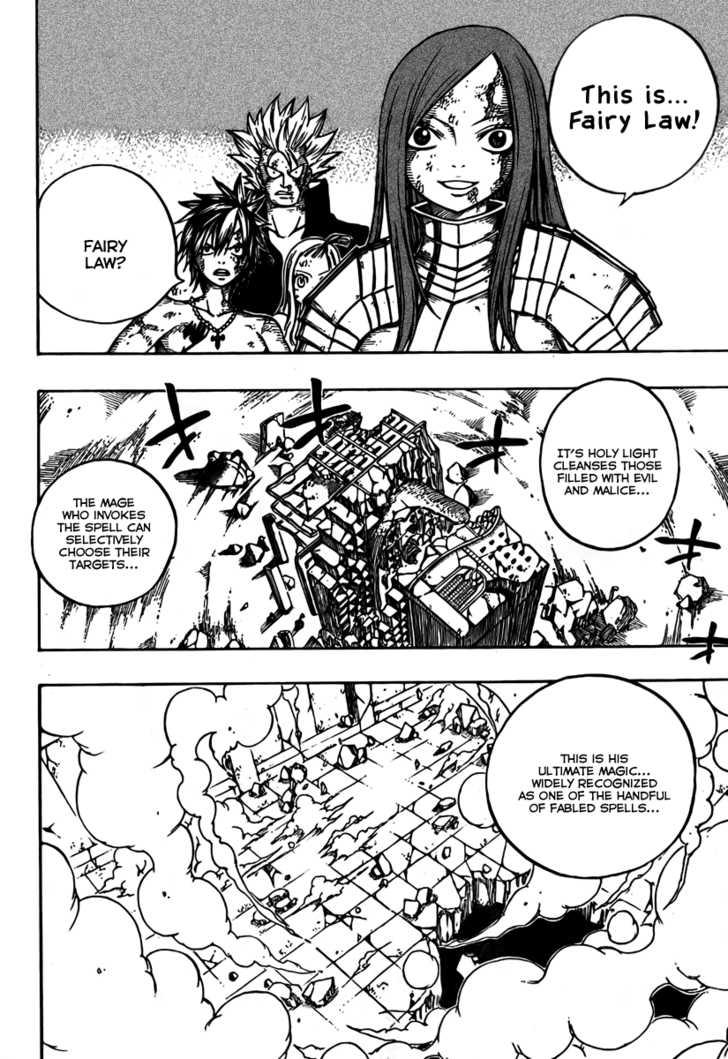 This is...
Fairy Law!
FAIRY
LAW?
IT'S HOLY LIGHT
CLEANSES THOSE
FILLED WITH EVIL
AND MALICE...
THE MAGE
WHO INVOKES
THE SPELL CAN
SELECTIVELY
CHOOSE THEIR
TARGETS...
THIS IS HIS
ULTIMATE MAGIC...
WIDELY RECOGNIZED
AS ONE OF THE HANDFUL
OF FABLED SPELLS...